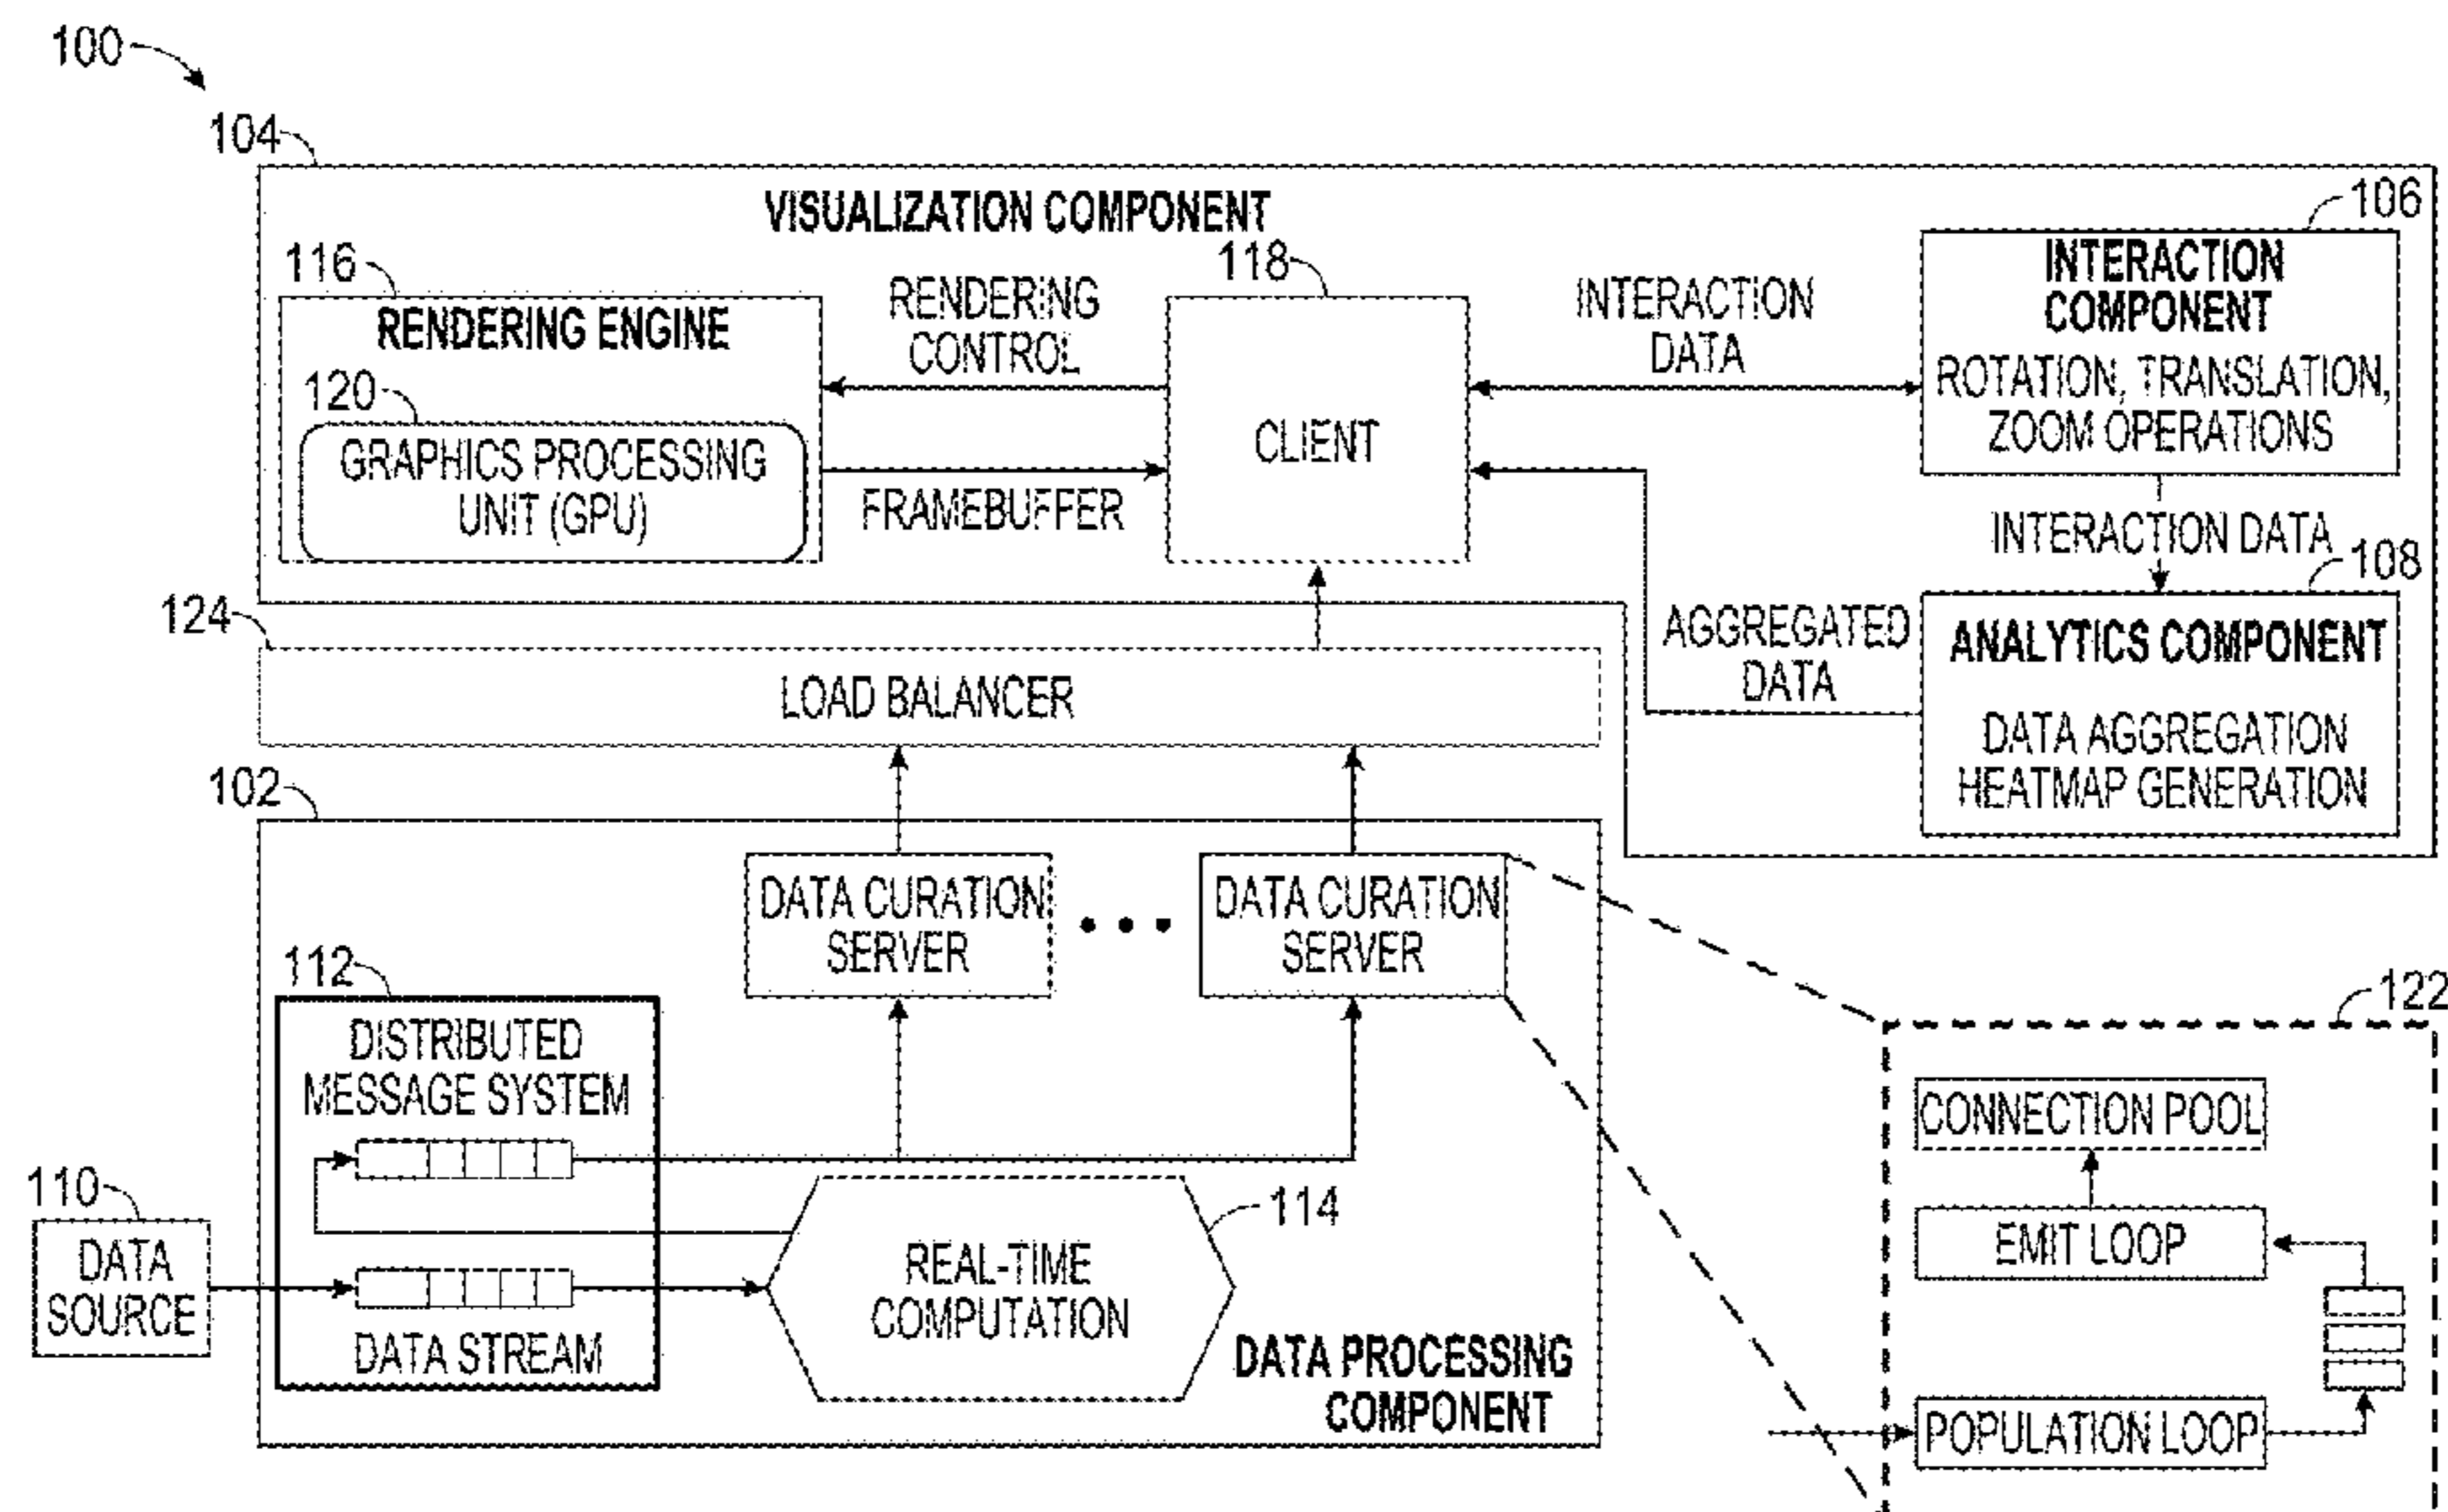 100
104
VISUALIZATION COMPONENT
106
INTERACTION
COMPONENT
ROTATION, TRANSLATION,
ZOOM OPERATIONS
116
RENDERING ENGINE
120
GRAPHICS PROCESSING
UNIT (GPU)
RENDERING
CONTROL
FRAMEBUFFER
118
CLIENT
INTERACTION
DATA
INTERACTION DATA
108
ANALYTICS COMPONENT
DATA AGGREGATION
HEATMAP GENERATION
AGGREGATED
DATA
124
LOAD BALANCER
102
DATA CURATION
SERVER
• • •
DATA CURATION
SERVER
112
DISTRIBUTED
MESSAGE SYSTEM
DATA STREAM
110
DATA
SOURCE
114
REAL-TIME
COMPUTATION
DATA PROCESSING
COMPONENT
122
CONNECTION POOL
EMIT LOOP
POPULATION LOOP